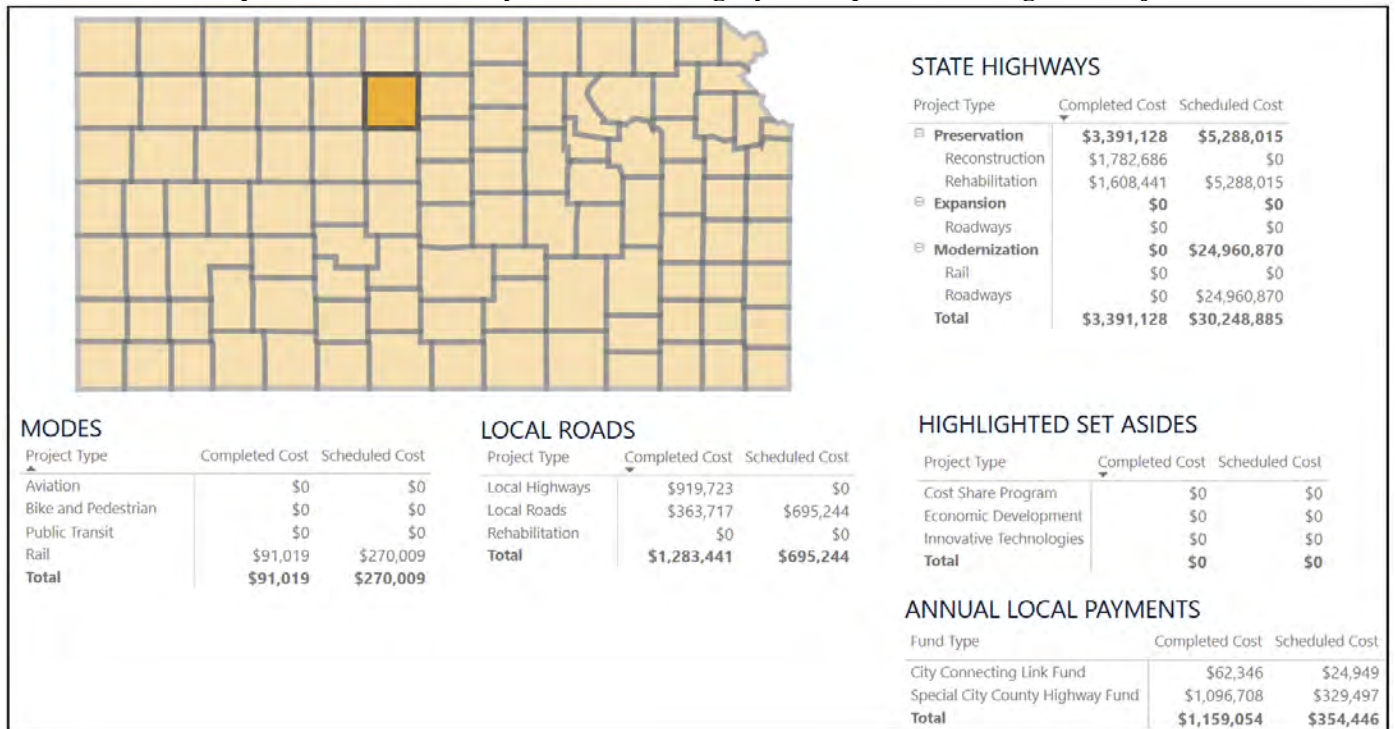 STATE HIGHWAYS
Project Type Completed Cost Scheduled Cost
Preservation $3,391,128 $5,288,015
Reconstruction $1,782,686 $0
Rehabilitation $1,608,441 $5,288,015
Expansion $0 $0
Roadways $0 $0
Modernization $0 $24,960,870
Rail $0 $0
Roadways $0 $24,960,870
Total $3,391,128 $30,248,885
MODES
Project Type Completed Cost Scheduled Cost
Aviation $0 $0
Bike and Pedestrian $0 $0
Public Transit $0 $0
Rail $91,019 $270,009
Total $91,019 $270,009
LOCAL ROADS
Project Type Completed Cost Scheduled Cost
Local Highways $919,723 $0
Local Roads $363,717 $695,244
Rehabilitation $0 $0
Total $1,283,441 $695,244
HIGHLIGHTED SET ASIDES
Project Type Completed Cost Scheduled Cost
Cost Share Program $0 $0
Economic Development $0 $0
Innovative Technologies $0 $0
Total $0 $0
ANNUAL LOCAL PAYMENTS
Fund Type Completed Cost Scheduled Cost
City Connecting Link Fund $62,346 $24,949
Special City County Highway Fund $1,096,708 $329,497
Total $1,159,054 $354,446